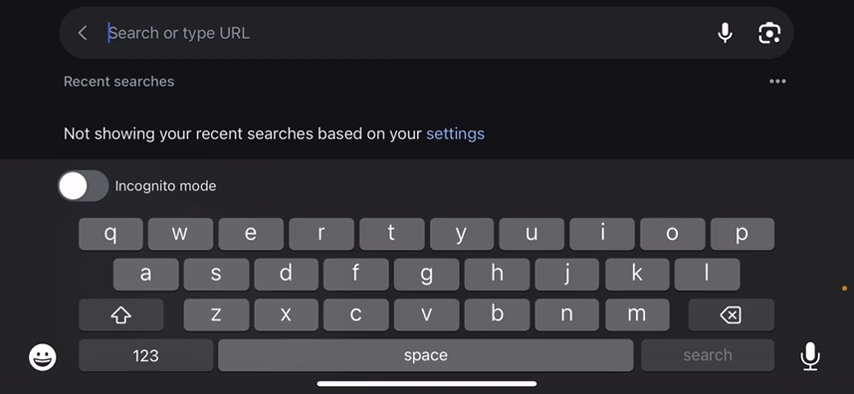 Search or type URL
Recent searches
Not showing your recent searches based on your settings
Incognito mode
q w e r t y u i o p
a s d f g h j k l
z x c v b n m
123 space search